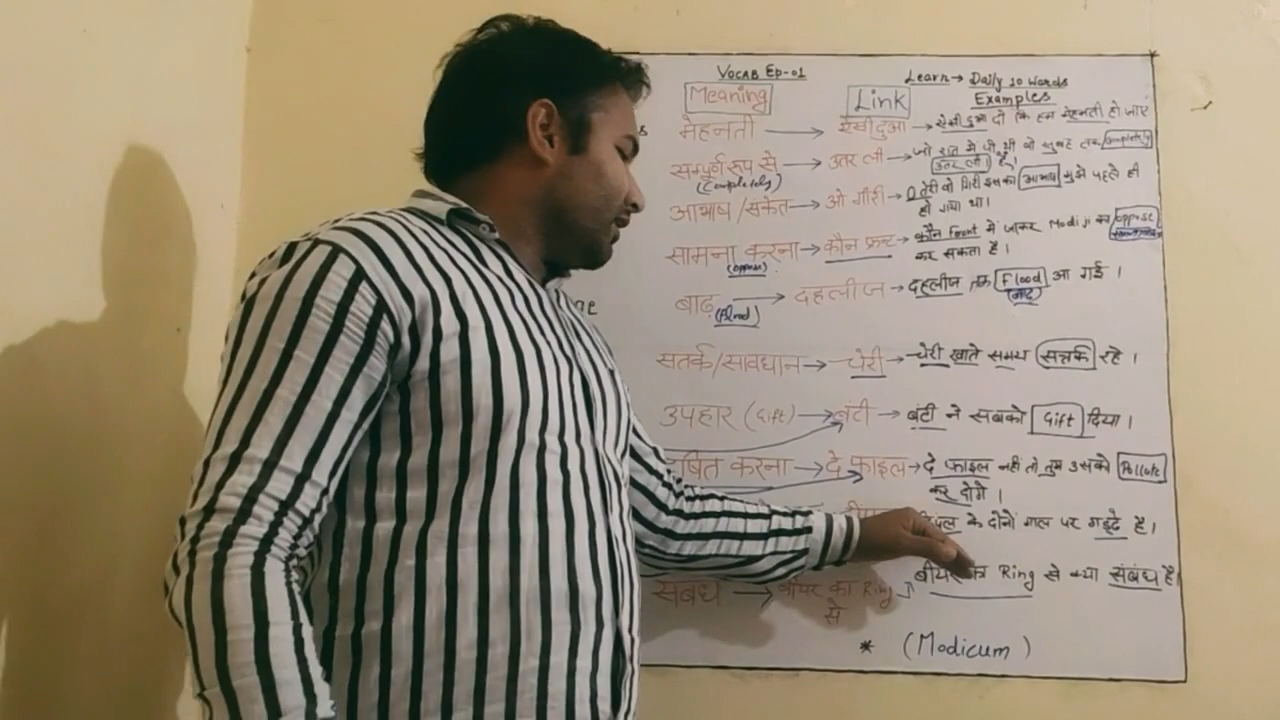 VOCAB EP-01 Learn → Daily 10 Words
Meaning Link Examples
मेहनती → ऐसीदुआ → ऐसी दुआ दो कि हम मेहनती हो जाए
सम्पूर्ण रूप से → उतर ली → जो रात में पी थी वो सुबह तक Completely
(Completely) उतर ली है।
आभाष/संकेत → ओ गीरी → O तेरी वो गिरी इसका आभाष मुझे पहले ही
हो गया था।
सामना करना → कौन फ्रन्ट → कौन Front में जाकर Modi ji का oppose
(oppose) कर सकता है।
बाढ़ → दहलीज → दहलीज तक Flood आ गई।
(Flood) (बाढ़)
सतर्क/सावधान → चेरी → चेरी खाते समय सतर्क रहे।
उपहार (Gift) → बंटी → बंटी ने सबको Gift दिया।
षित करना → दे फाइल → दे फाइल नहीं तो तुम उसको Pollute
कर दोगे।
के दोनों गाल पर गड्ढे है।
संबंध → बीयर का Ring बीयर का Ring से क्या संबंध है।
से
* (Modicum)